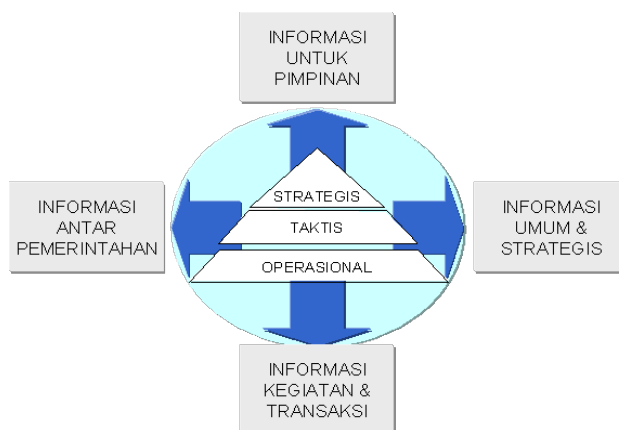 INFORMASI
UNTUK
PIMPINAN
INFORMASI
ANTAR
PEMERINTAHAN
STRATEGIS
TAKTIS
OPERASIONAL
INFORMASI
UMUM &
STRATEGIS
INFORMASI
KEGIATAN &
TRANSAKSI